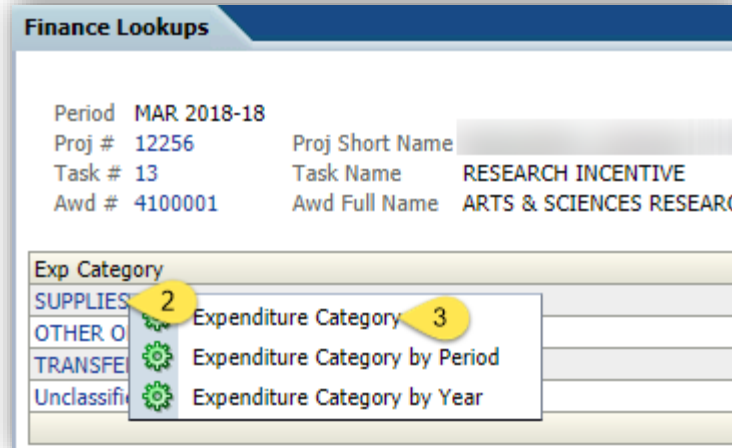 Finance Lookups
Period MAR 2018-18
Proj # 12256 Proj Short Name
Task # 13 Task Name RESEARCH INCENTIVE
Awd # 4100001 Awd Full Name ARTS & SCIENCES RESEARC
Exp Category
SUPPLIES 2
Expenditure Category 3
OTHER O
Expenditure Category by Period
TRANSFE
Unclassifi Expenditure Category by Year